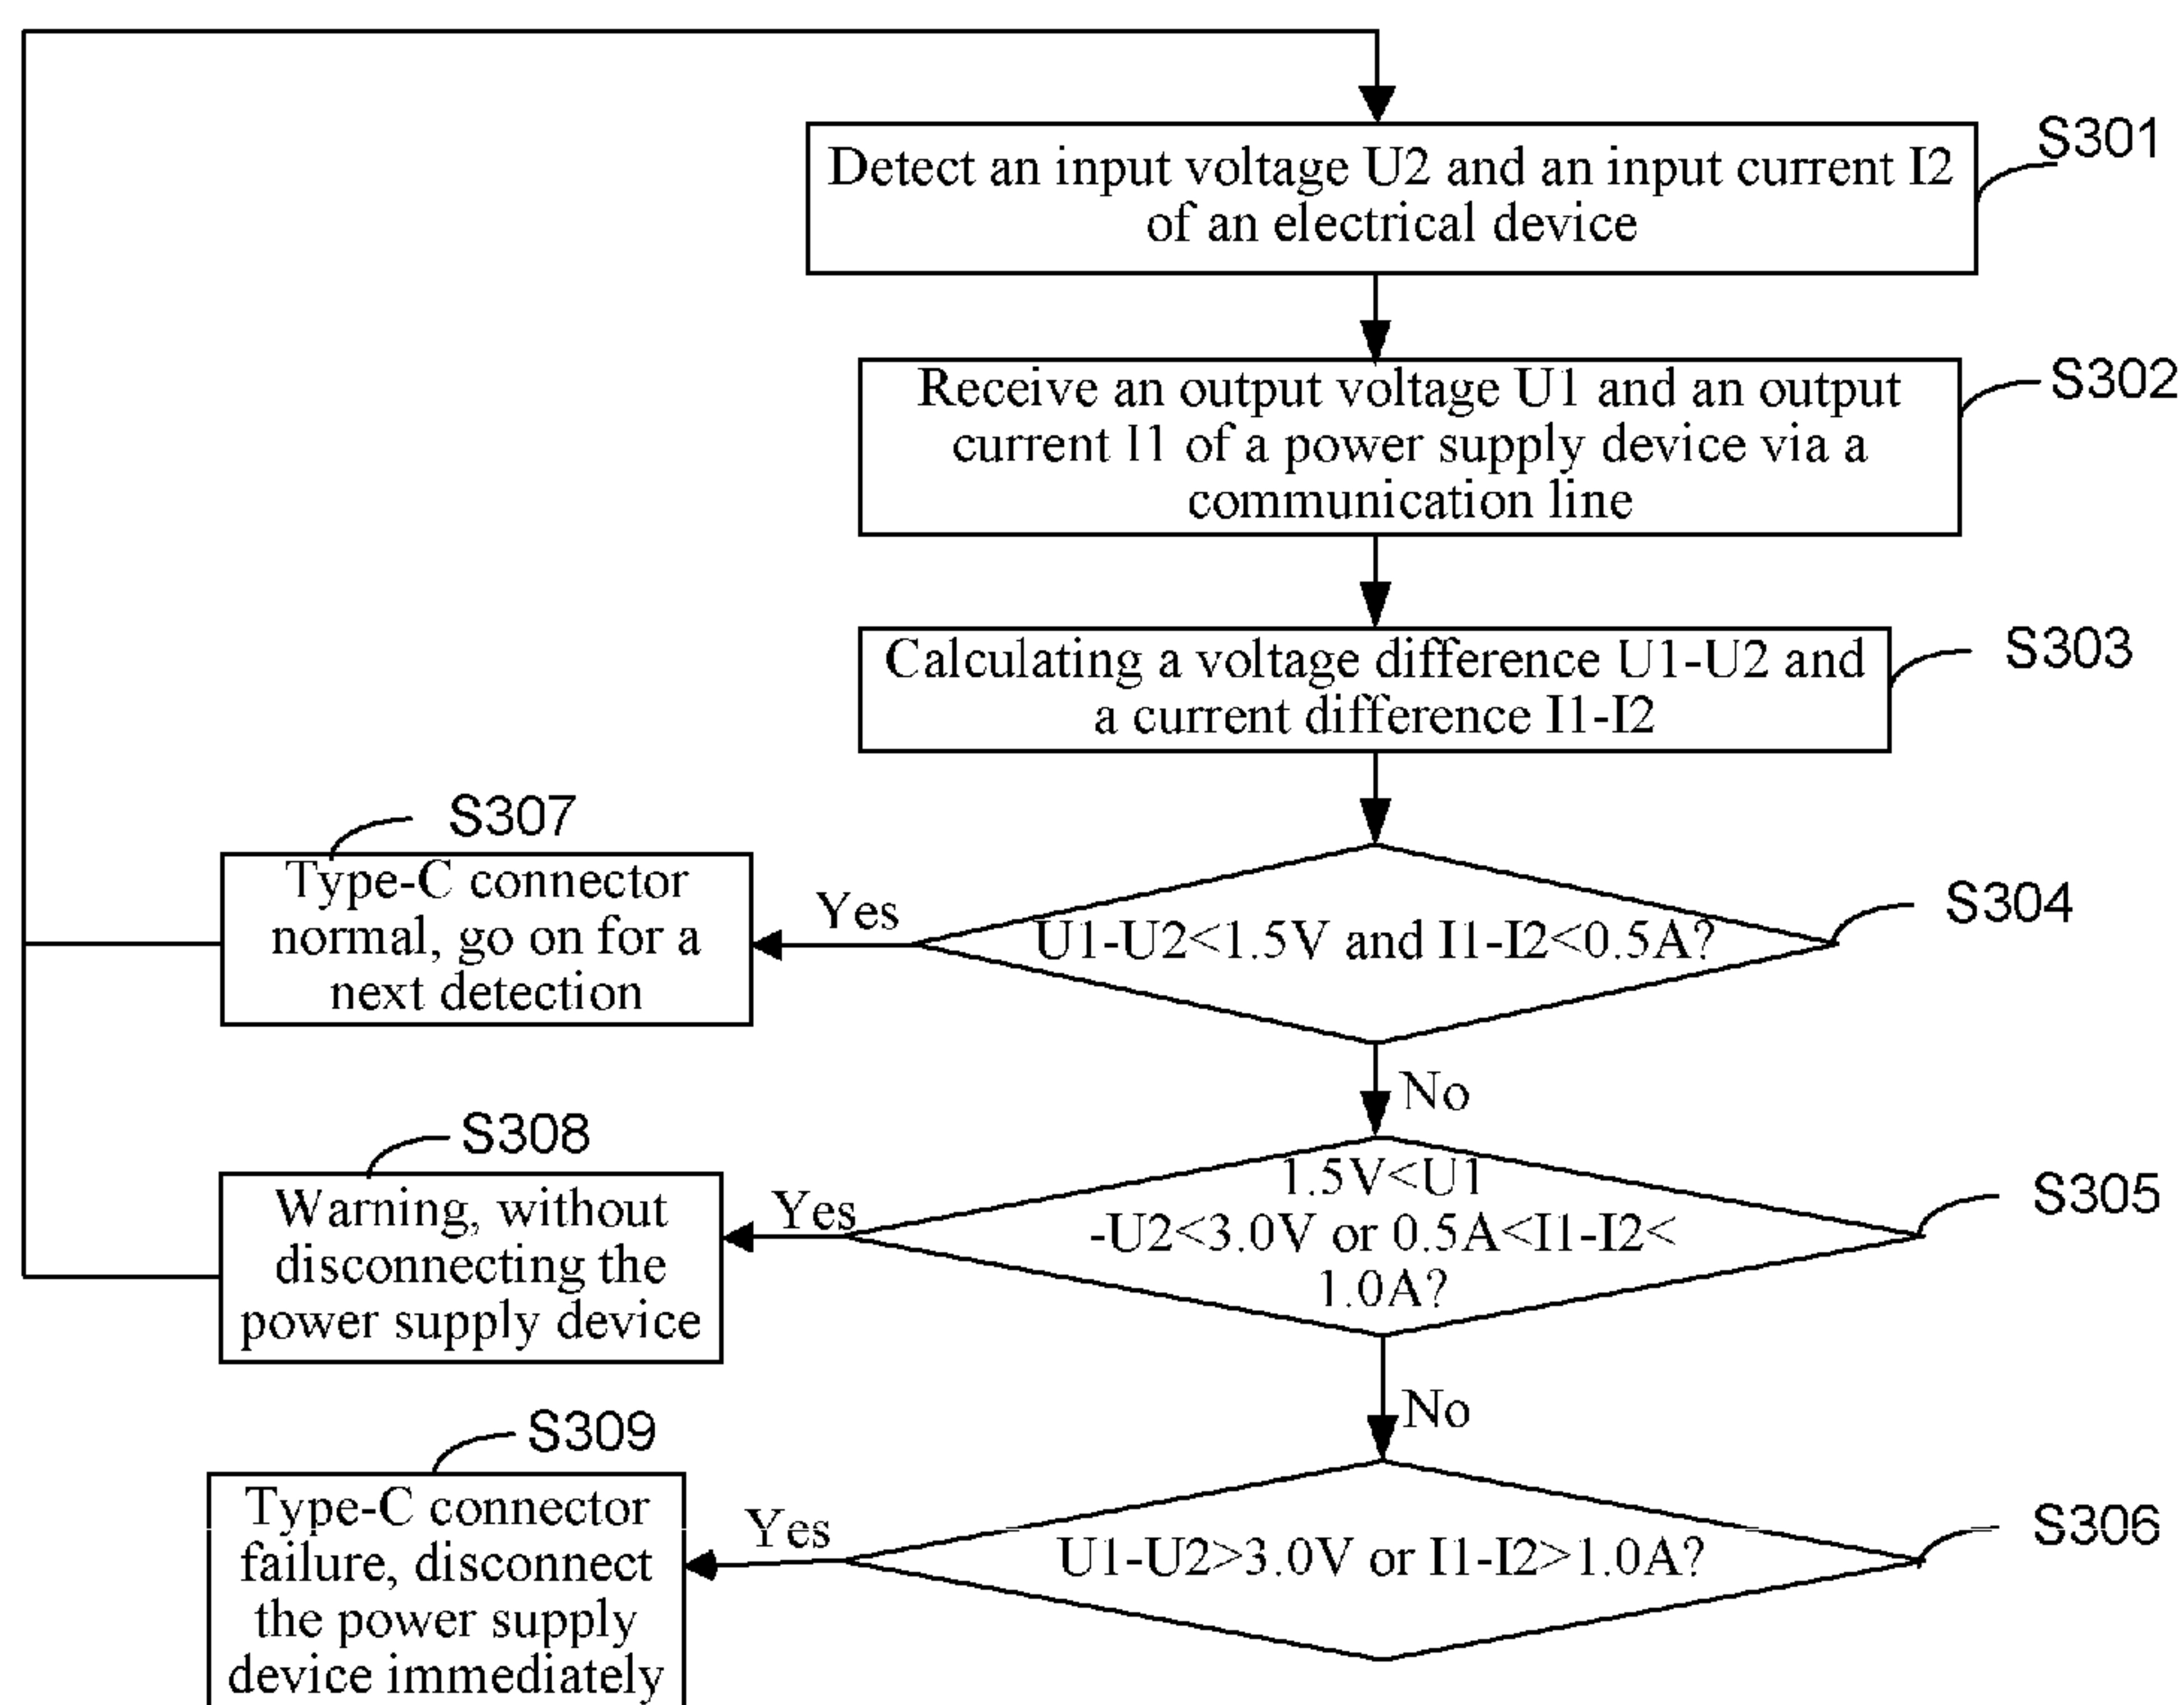 S301
Detect an input voltage U2 and an input current I2
of an electrical device
S302
Receive an output voltage U1 and an output
current I1 of a power supply device via a
communication line
S303
Calculating a voltage difference U1-U2 and
a current difference I1-I2
S307
Type-C connector
normal, go on for a
next detection
Yes
U1-U2<1.5V and I1-I2<0.5A?
S304
No
S308
Warning, without
disconnecting the
power supply device
Yes
1.5V<U1
-U2<3.0V or 0.5A<I1-I2<
1.0A?
S305
No
S309
Type-C connector
failure, disconnect
the power supply
device immediately
Yes
U1-U2>3.0V or I1-I2>1.0A?
S306